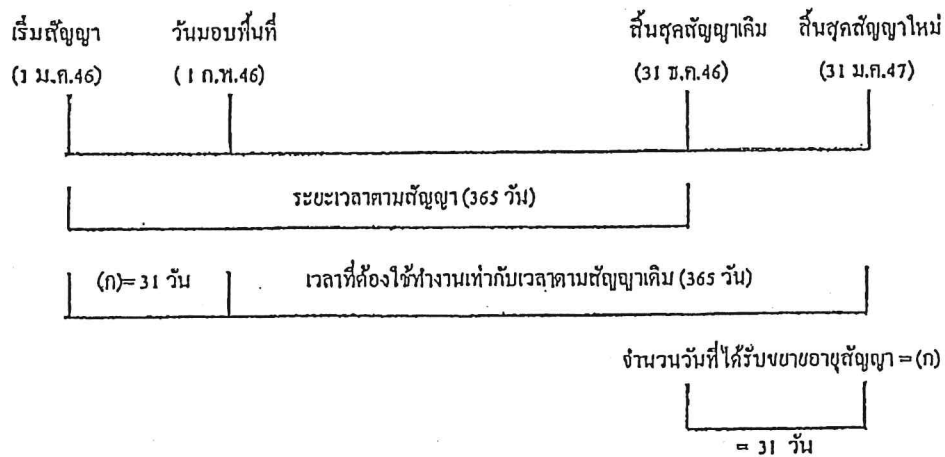 เริ่มสัญญา วันมอบพื้นที่ สิ้นสุดสัญญาเดิม สิ้นสุดสัญญาใหม่
(1 ม.ค.46) (1 ก.พ.46) (31 ธ.ค.46) (31 ม.ค.47)
ระยะเวลาตามสัญญา (365 วัน)
(ก)= 31 วัน เวลาที่ต้องใช้ทำงานเท่ากับเวลาตามสัญญาเดิม (365 วัน)
จำนวนวันที่ได้รับขยายอายุสัญญา = (ก)
= 31 วัน